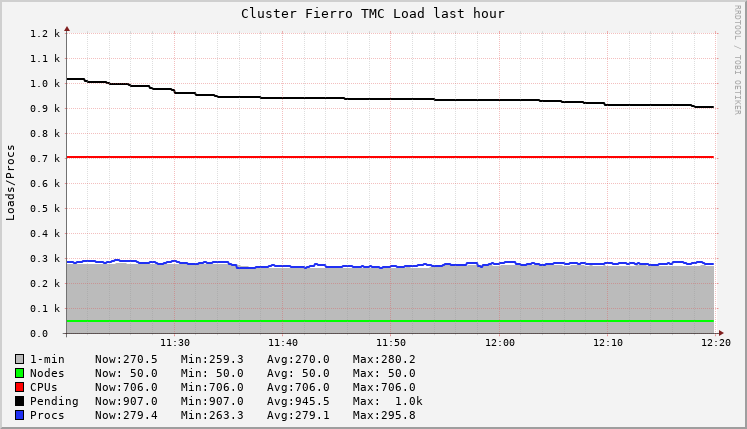 Cluster Fierro TMC Load last hour
RRDTOOL / TOBI OETIKER
Loads/Procs
1.2 k
1.1 k
1.0 k
0.9 k
0.8 k
0.7 k
0.6 k
0.5 k
0.4 k
0.3 k
0.2 k
0.1 k
0.0
11:30 11:40 11:50 12:00 12:10 12:20
1-min Now:270.5 Min:259.3 Avg:270.0 Max:280.2
Nodes Now: 50.0 Min: 50.0 Avg: 50.0 Max: 50.0
CPUs Now:706.0 Min:706.0 Avg:706.0 Max:706.0
Pending Now:907.0 Min:907.0 Avg:945.5 Max: 1.0k
Procs Now:279.4 Min:263.3 Avg:279.1 Max:295.8